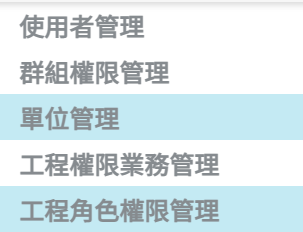 使用者管理
群組權限管理
單位管理
工程權限業務管理
工程角色權限管理